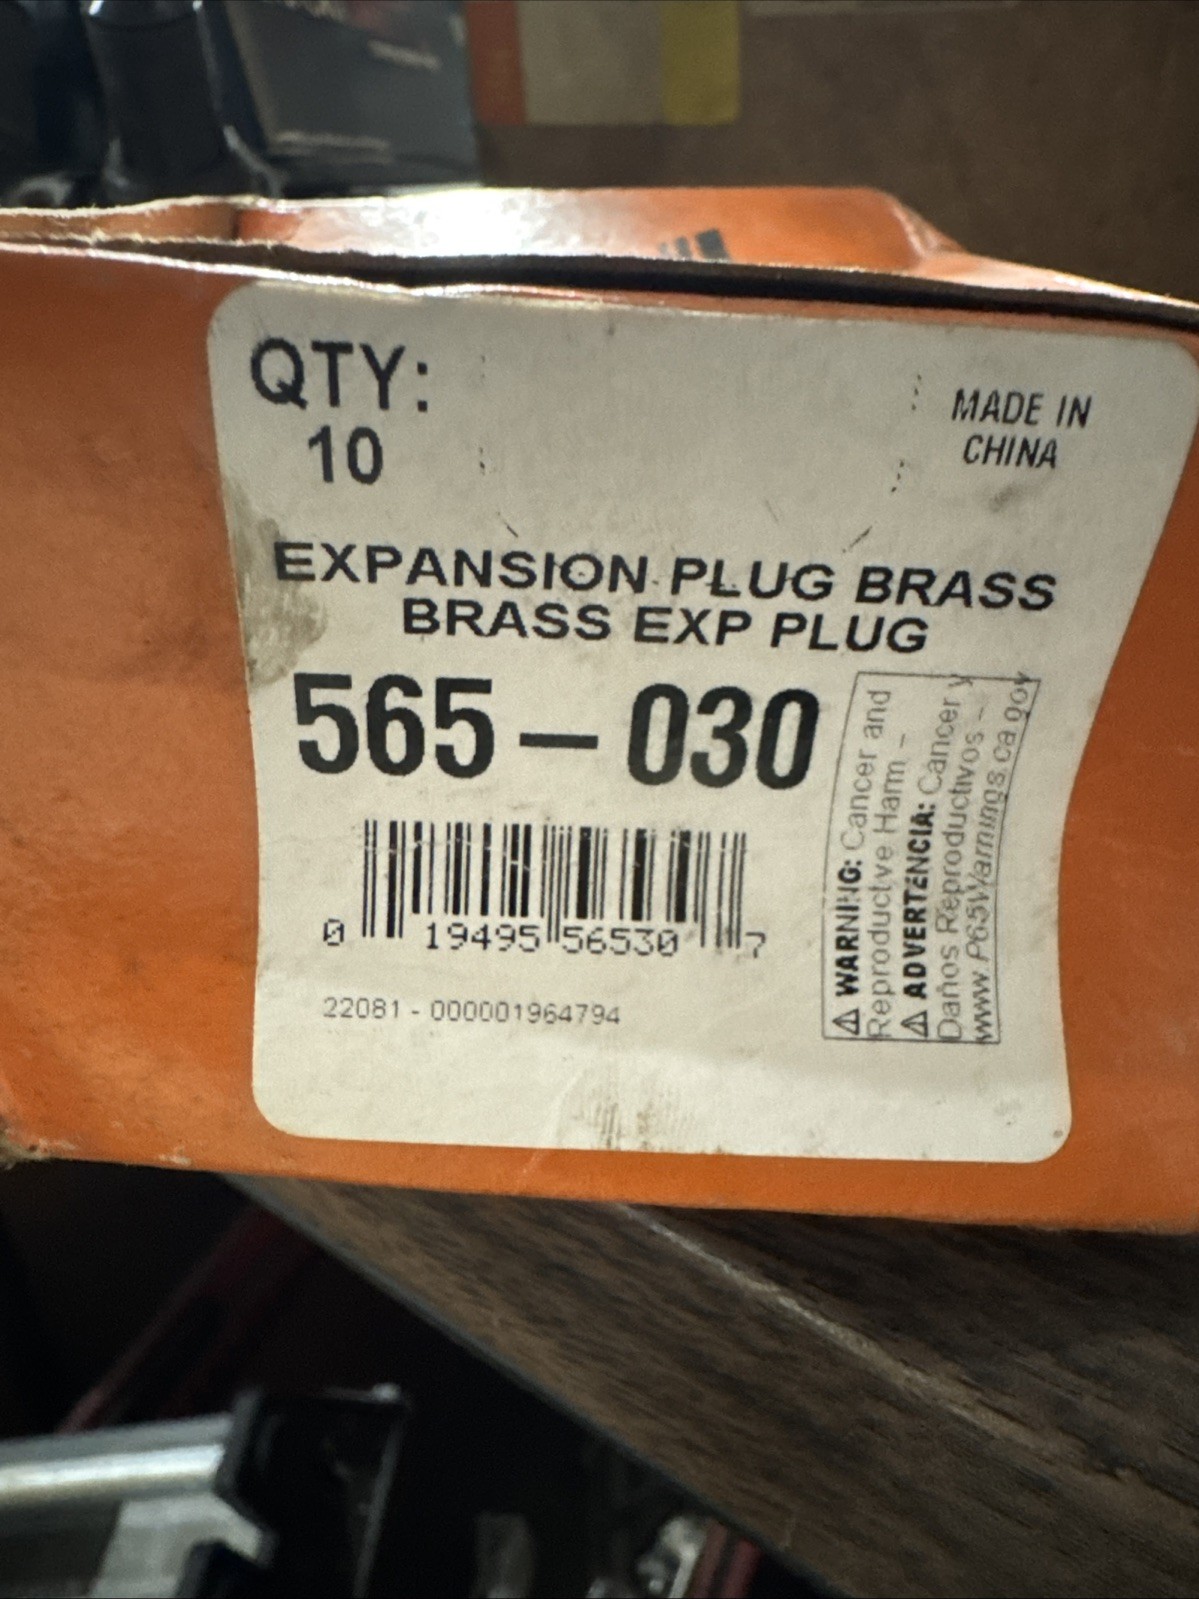 QTY:
10
MADE IN
CHINA
EXPANSION PLUG BRASS
BRASS EXP PLUG
565-030
0 19495 56530 7
22081 - 000001964794
⚠ WARNING: Cancer and
Reproductve Harm -
⚠ ADVERTENCIA: Cancer y
Daños Reproductivos -
www.P65Warnings.ca.gov